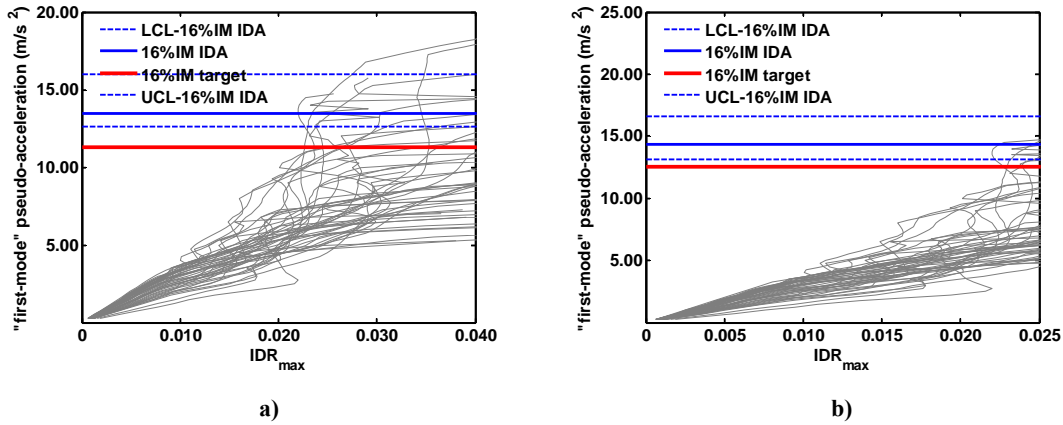 20.00
15.00
10.00
5.00
0
0.010
0.020
0.030
0.040
"first-mode" pseudo-acceleration (m/s²)
IDRmax
LCL-16%IM IDA
16%IM IDA
16%IM target
UCL-16%IM IDA
a)
25.00
20.00
15.00
10.00
5.00
0
0.005
0.010
0.015
0.020
0.025
"first-mode" pseudo-acceleration (m/s²)
IDRmax
LCL-16%IM IDA
16%IM IDA
16%IM target
UCL-16%IM IDA
b)